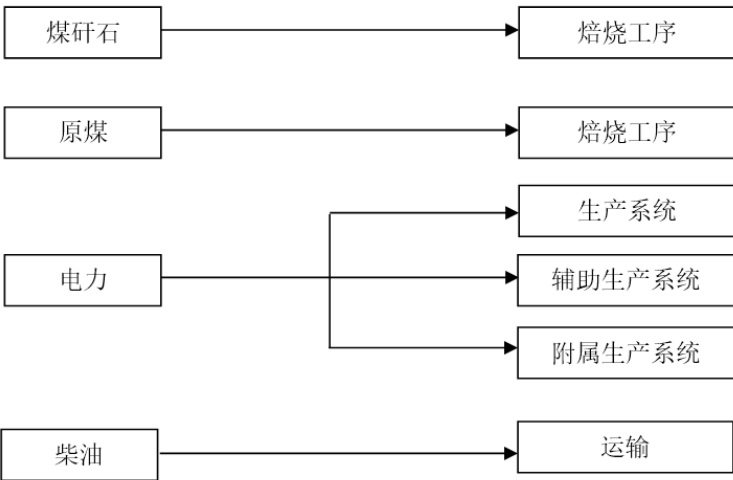 煤矸石
焙烧工序
原煤
焙烧工序
生产系统
电力
辅助生产系统
附属生产系统
柴油
运输